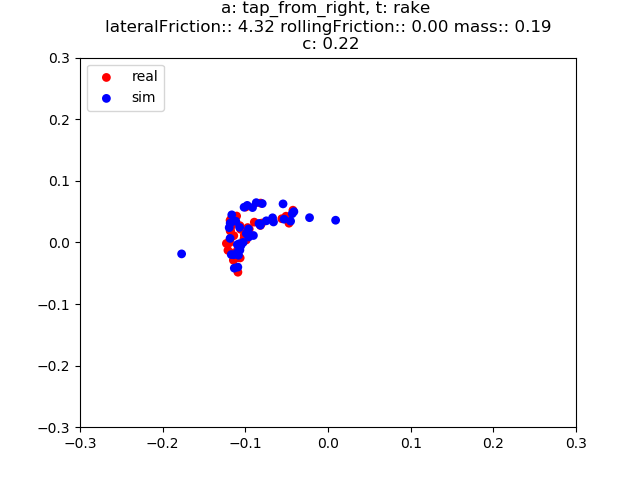 a: tap_from_right, t: rake
lateralFriction:: 4.32 rollingFriction:: 0.00 mass:: 0.19
c: 0.22
real
sim
0.3
0.2
0.1
0.0
−0.1
−0.2
−0.3
−0.3
−0.2
−0.1
0.0
0.1
0.2
0.3